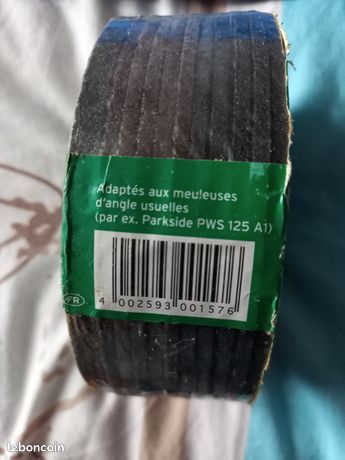 Adaptés aux meuleuses
d'angle usuelles
(par ex. Parkside PWS 125 A1)
FR
4 002593 001576
leboncoin